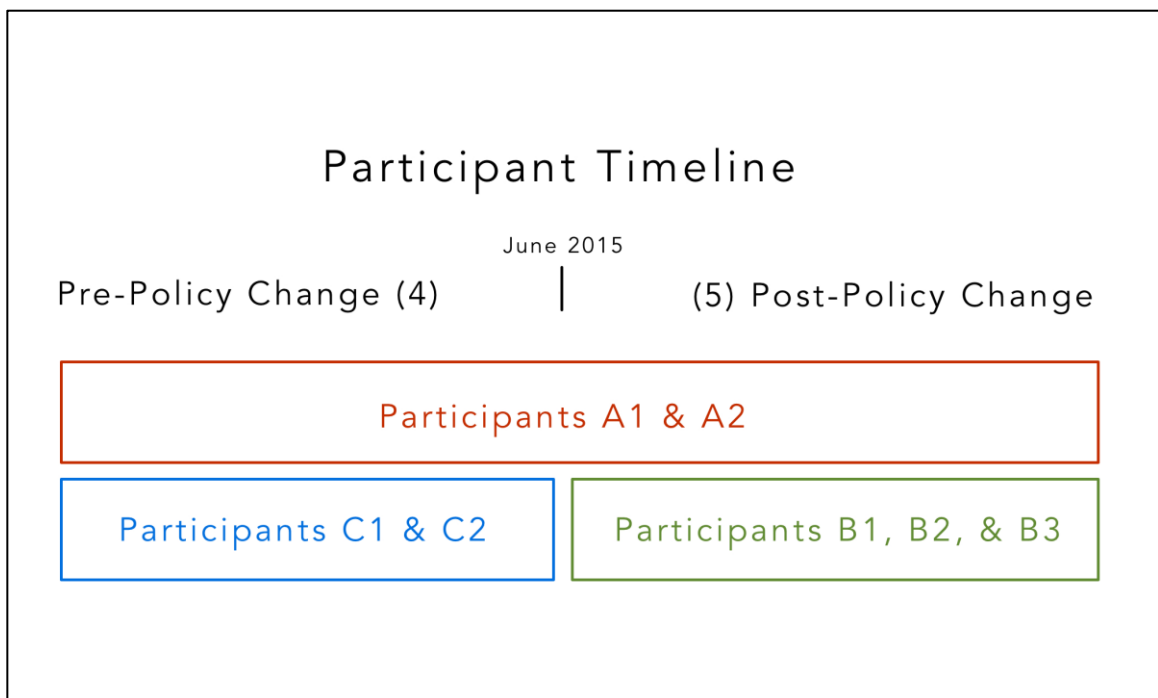 Participant Timeline
June 2015
Pre-Policy Change (4)
(5) Post-Policy Change
Participants A1 & A2
Participants C1 & C2
Participants B1, B2, & B3